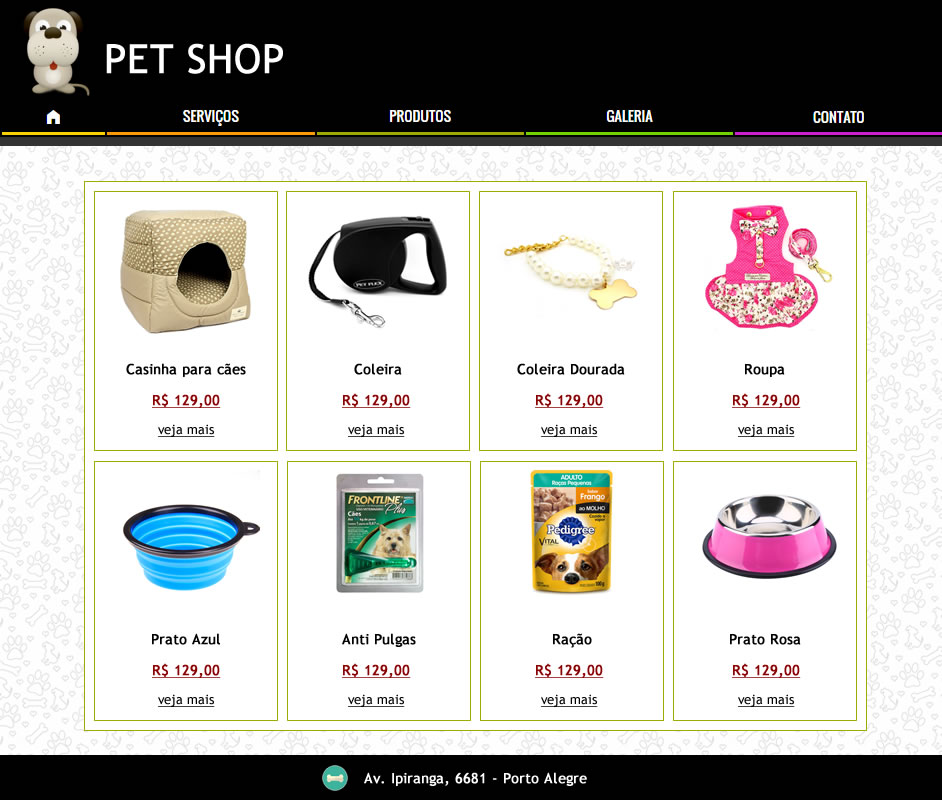 PET SHOP
SERVIÇOS
PRODUTOS
GALERIA
CONTATO
PET FLEX
Casinha para cães
Coleira
Coleira Dourada
Roupa
R$ 129,00
R$ 129,00
R$ 129,00
R$ 129,00
veja mais
veja mais
veja mais
veja mais
FRONTLINE
Plus
Cães
ADULTO
Raças Pequenas
Frango
ao MOLHO
Pedigree
VITAL
100g
Prato Azul
Anti Pulgas
Ração
Prato Rosa
R$ 129,00
R$ 129,00
R$ 129,00
R$ 129,00
veja mais
veja mais
veja mais
veja mais
Av. Ipiranga, 6681 - Porto Alegre